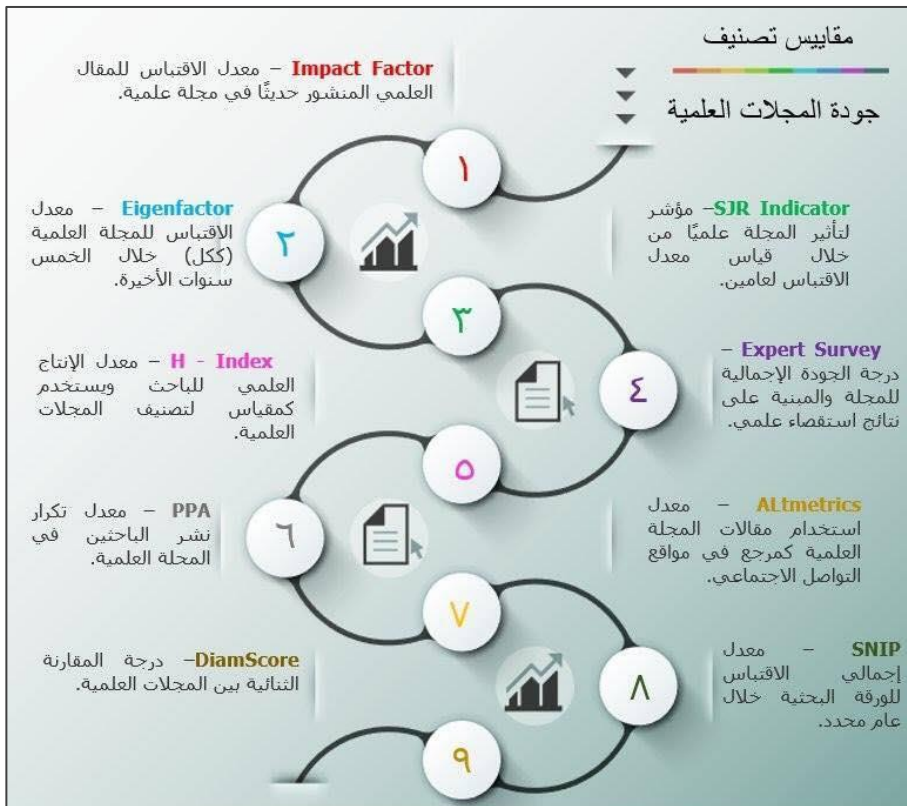 مقاييس تصنيف
جودة المجلات العلمية
Impact Factor – معدل الاقتباس للمقال
العلمي المنشور حديثًا في مجلة علمية.
١
Eigenfactor – معدل
الاقتباس للمجلة العلمية
(ككل) خلال الخمس
سنوات الأخيرة.
٢
SJR Indicator– مؤشر
لتأثير المجلة علميًا من
خلال قياس معدل
الاقتباس لعامين.
٣
Expert Survey –
درجة الجودة الإجمالية
للمجلة والمبنية على
نتائج استقصاء علمي.
٤
H - Index – معدل الإنتاج
العلمي للباحث ويستخدم
كمقياس لتصنيف المجلات
العلمية.
٥
PPA – معدل تكرار
نشر الباحثين في
المجلة العلمية.
٦
ALtmetrics – معدل
استخدام مقالات المجلة
العلمية كمرجع في مواقع
التواصل الاجتماعي.
٧
SNIP – معدل
إجمالي الاقتباس
للورقة البحثية خلال
عام محدد.
٨
DiamScore– درجة المقارنة
الثنائية بين المجلات العلمية.
٩